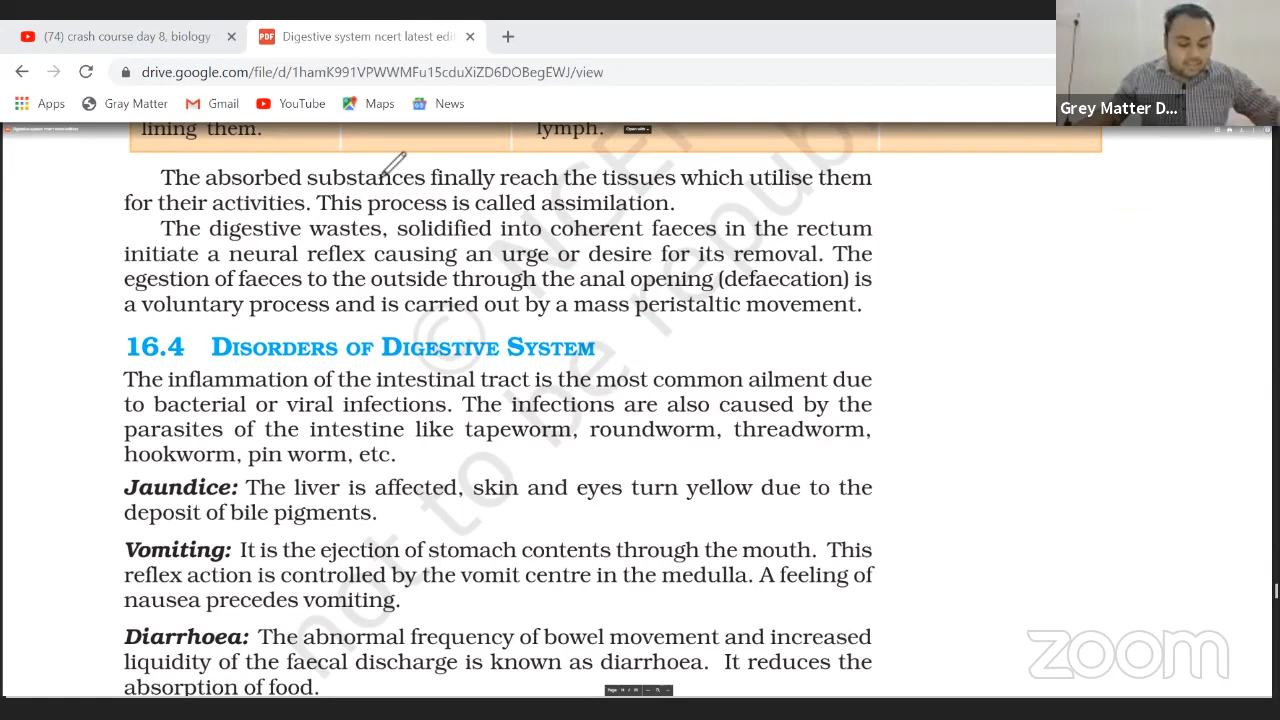 (74) crash course day 8, biology
Digestive system ncert latest edit
drive.google.com/file/d/1hamK991VPWWMFu15cduXiZD6DOBegEWJ/view
Apps Gray Matter Gmail YouTube Maps News
Grey Matter D...
Open with
lining them. lymph.
The absorbed substances finally reach the tissues which utilise them
for their activities. This process is called assimilation.
The digestive wastes, solidified into coherent faeces in the rectum
initiate a neural reflex causing an urge or desire for its removal. The
egestion of faeces to the outside through the anal opening (defaecation) is
a voluntary process and is carried out by a mass peristaltic movement.
16.4 DISORDERS OF DIGESTIVE SYSTEM
The inflammation of the intestinal tract is the most common ailment due
to bacterial or viral infections. The infections are also caused by the
parasites of the intestine like tapeworm, roundworm, threadworm,
hookworm, pin worm, etc.
Jaundice: The liver is affected, skin and eyes turn yellow due to the
deposit of bile pigments.
Vomiting: It is the ejection of stomach contents through the mouth. This
reflex action is controlled by the vomit centre in the medulla. A feeling of
nausea precedes vomiting.
Diarrhoea: The abnormal frequency of bowel movement and increased
liquidity of the faecal discharge is known as diarrhoea. It reduces the
absorption of food.
© NCE
not to be repub
zoom
Page